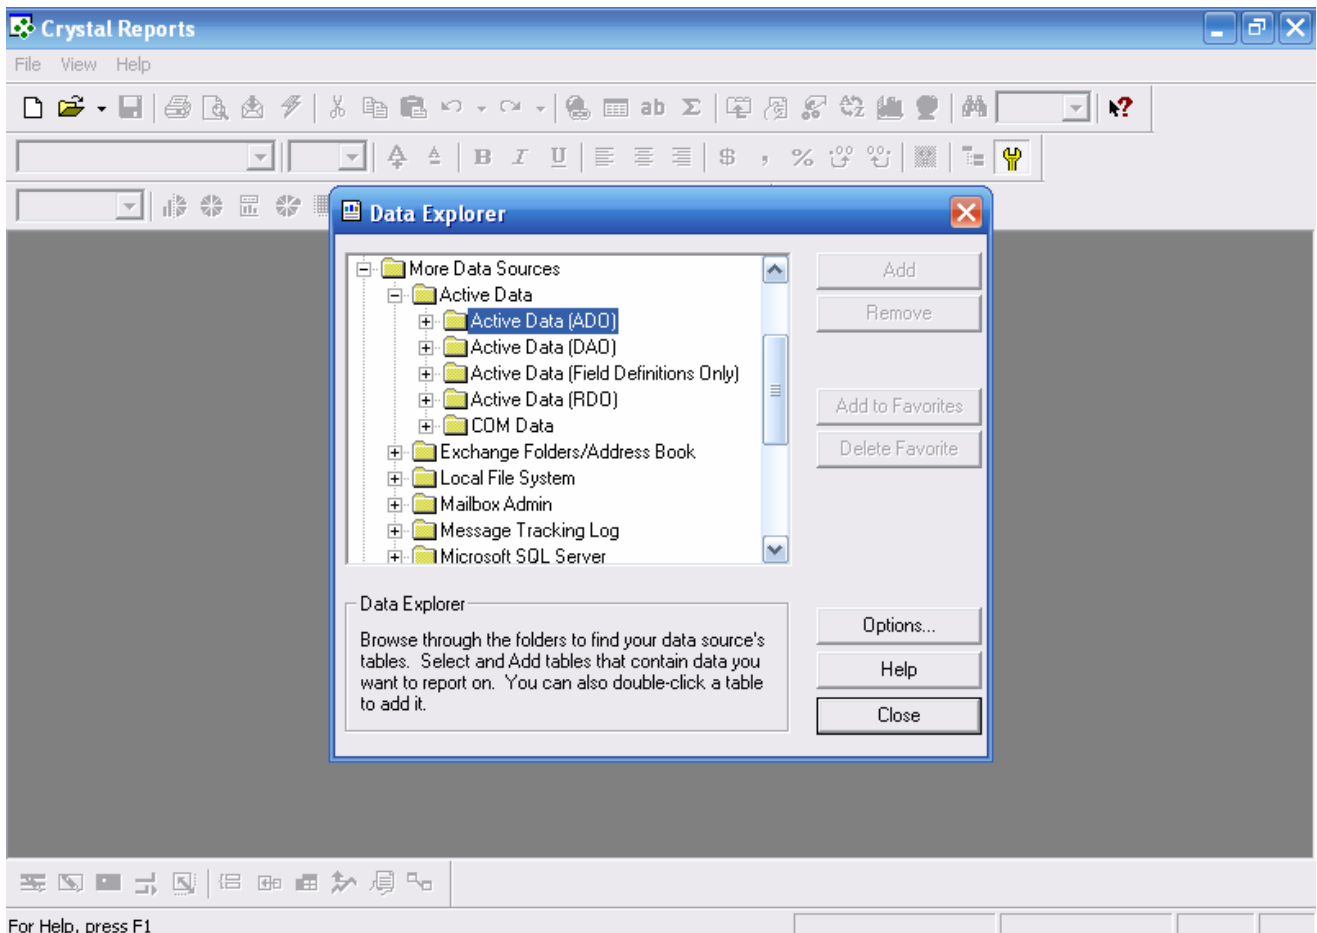 Crystal Reports
File View Help
ab Σ
B I U $ , %
Data Explorer
More Data Sources
Active Data
Active Data (ADO)
Active Data (DAO)
Active Data (Field Definitions Only)
Active Data (RDO)
COM Data
Exchange Folders/Address Book
Local File System
Mailbox Admin
Message Tracking Log
Microsoft SQL Server
Add
Remove
Add to Favorites
Delete Favorite
Data Explorer
Browse through the folders to find your data source's
tables. Select and Add tables that contain data you
want to report on. You can also double-click a table
to add it.
Options...
Help
Close
For Help, press F1